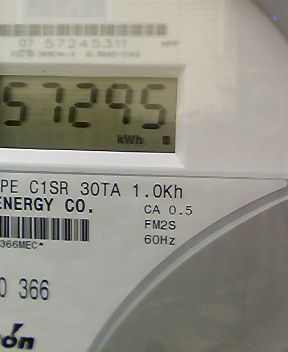 07 57245311
57295
kWh
PE C1SR 30TA 1.0Kh
ENERGY CO.
CA 0.5
FM2S
60Hz
366MEC*
0 366
ón